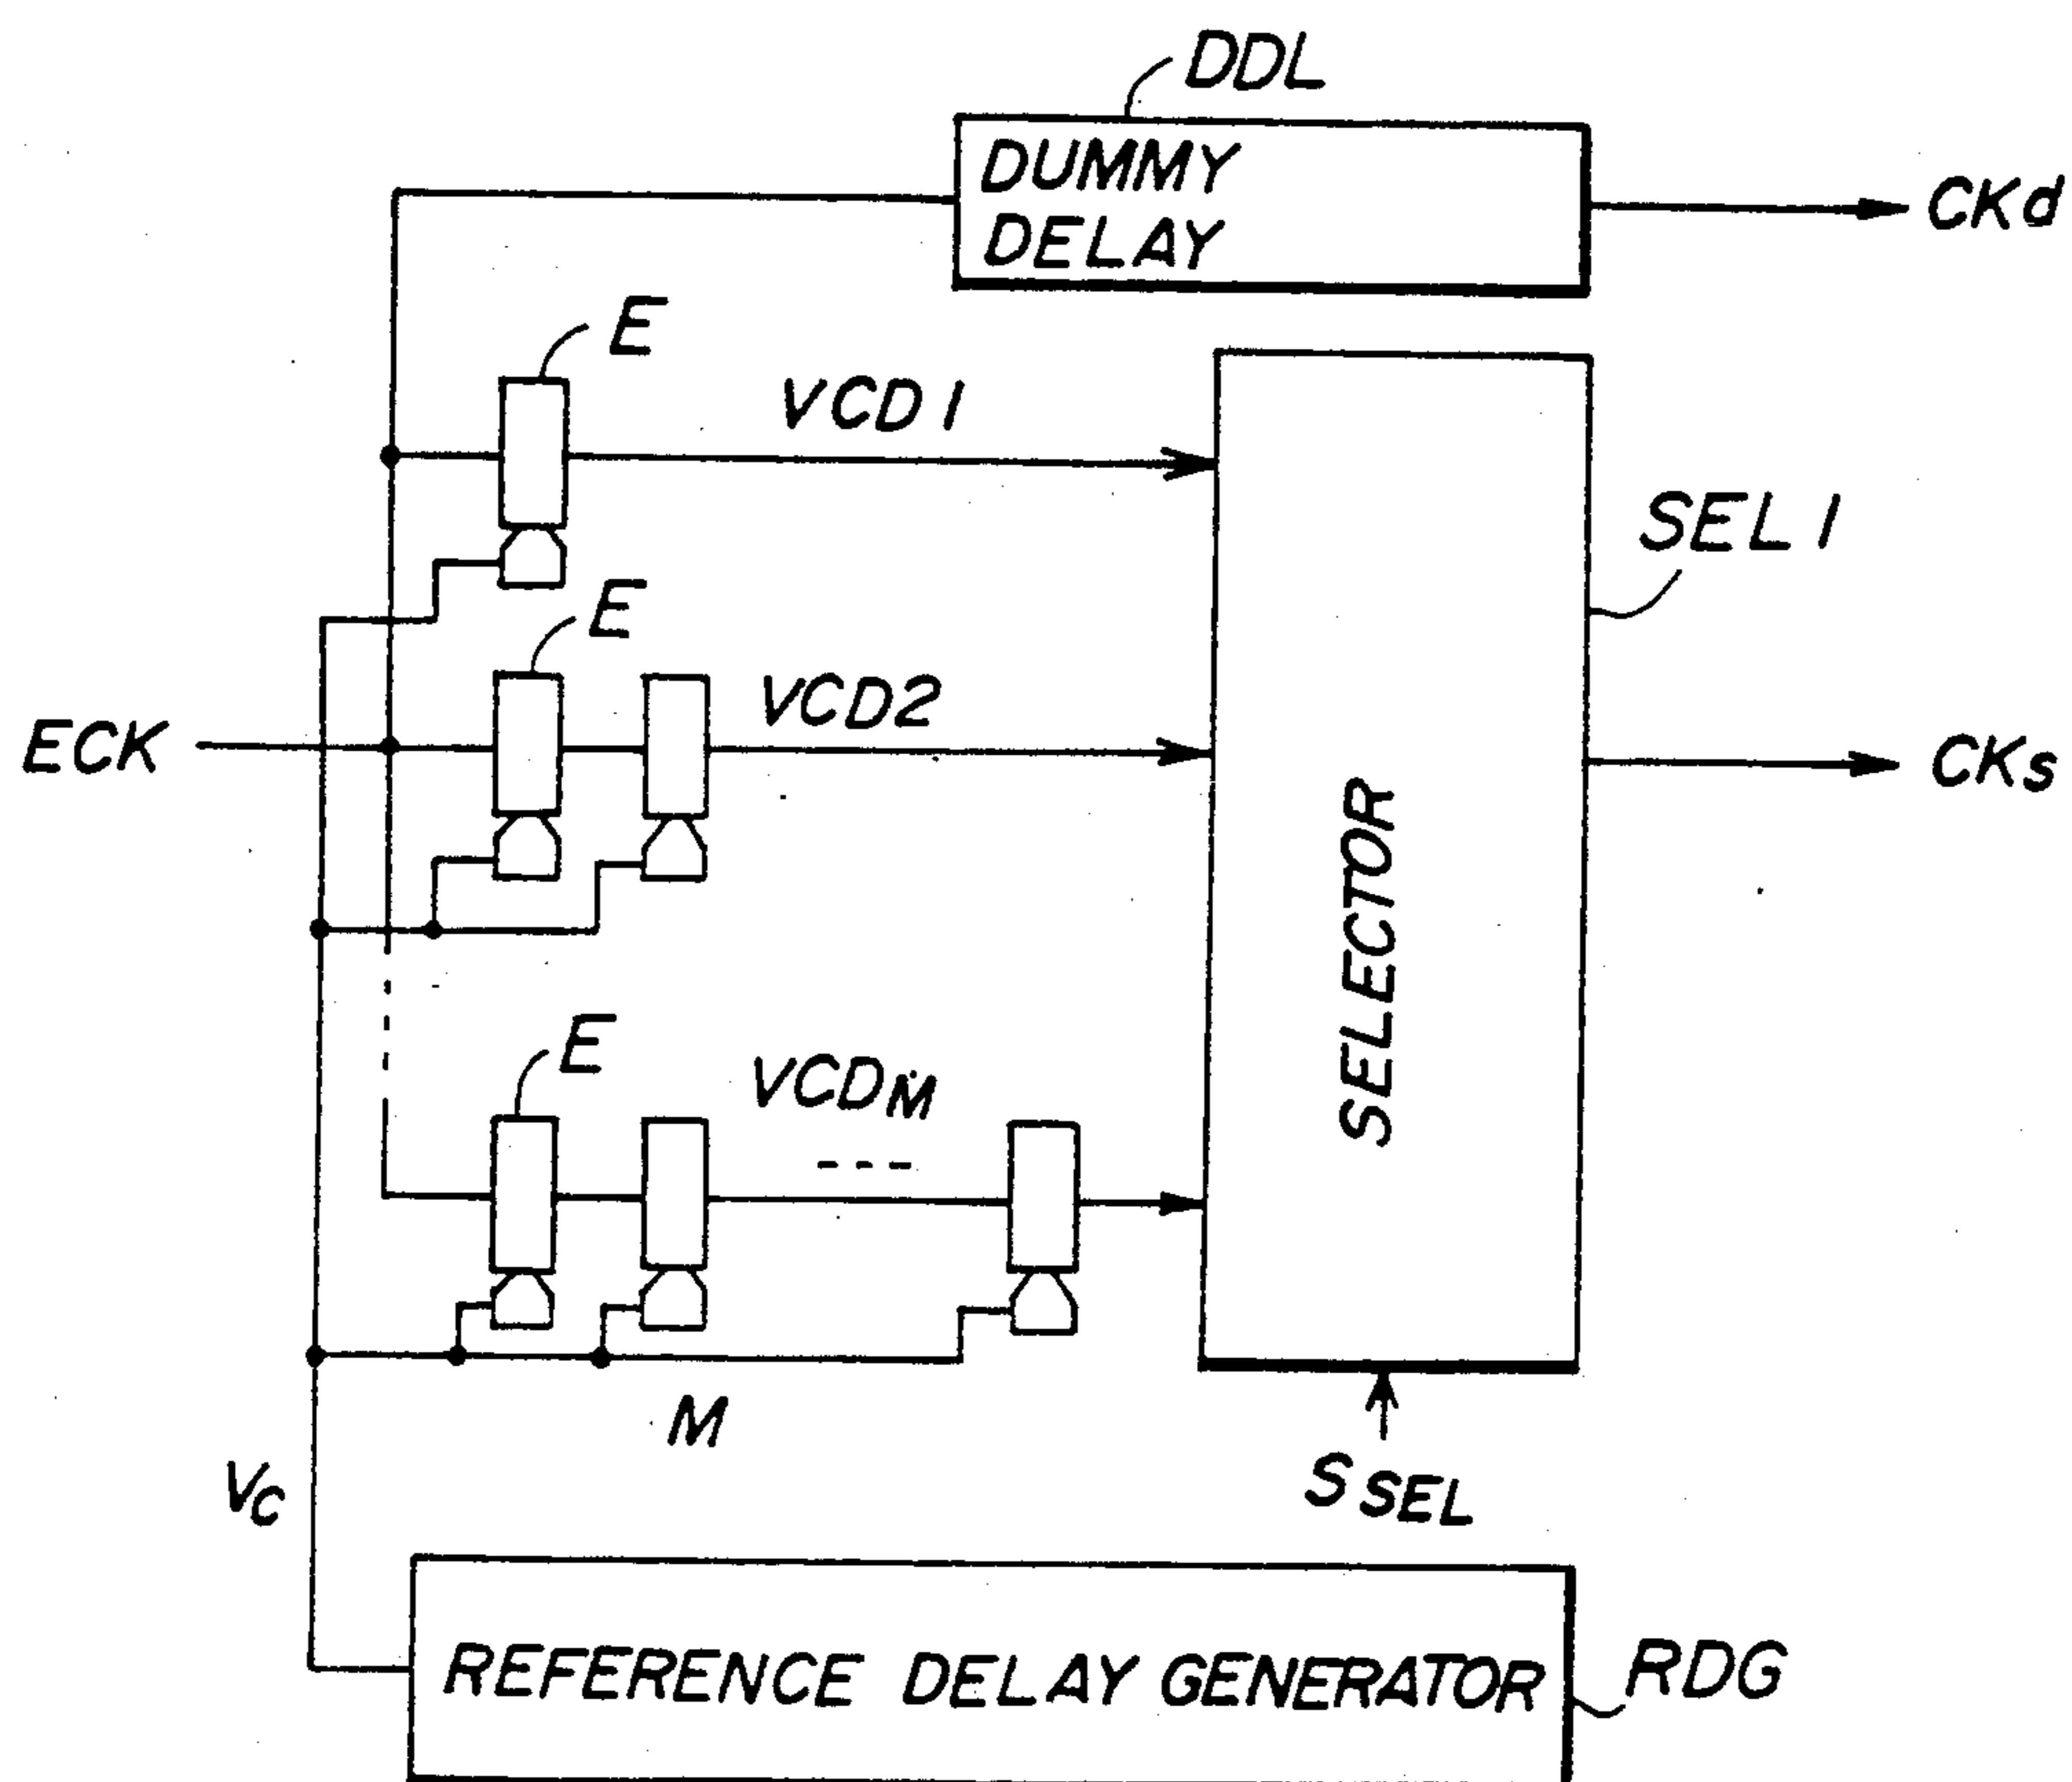 DDL
DUMMY
DELAY
CKd
E
VCD1
SEL1
E
VCD2
ECK
CKs
SELECTOR
E
VCDM
---
M
VC
SSEL
REFERENCE DELAY GENERATOR
RDG